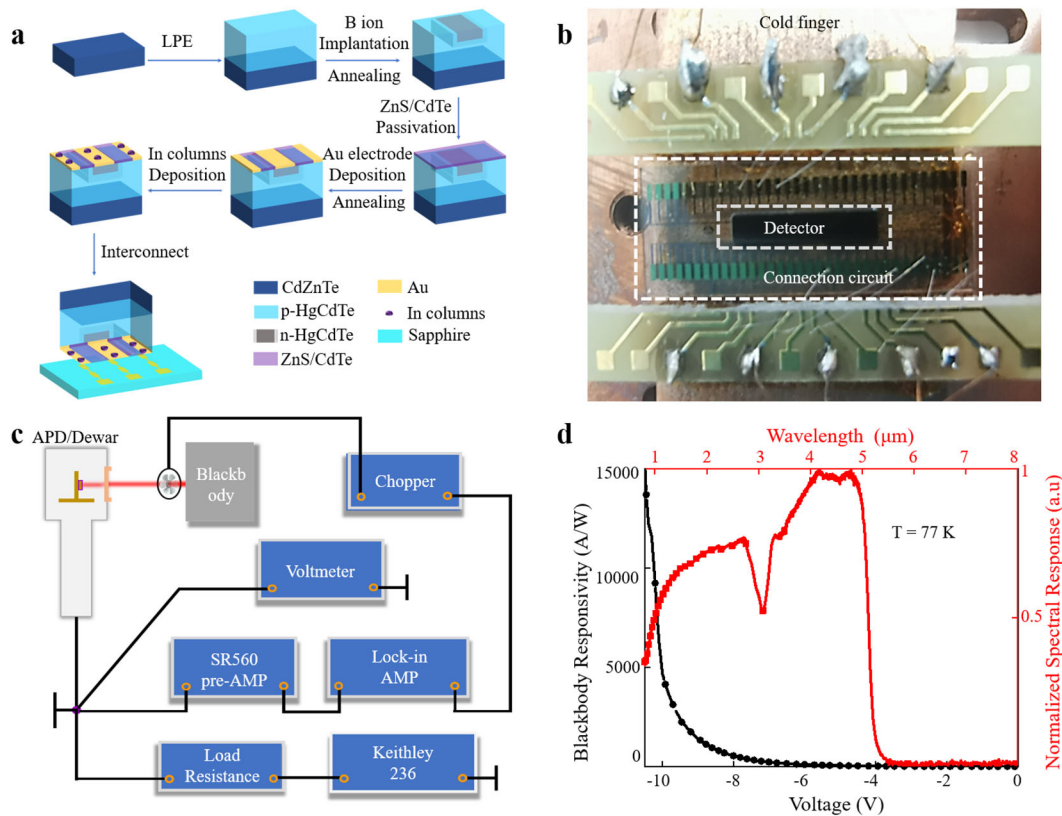 a
LPE
B ion
Implantation
Annealing
ZnS/CdTe
Passivation
In columns
Deposition
Au electrode
Deposition
Annealing
Interconnect
CdZnTe
Au
p-HgCdTe
In columns
n-HgCdTe
Sapphire
ZnS/CdTe
b
Cold finger
Detector
Connection circuit
c
APD/Dewar
Blackb
ody
Chopper
Voltmeter
SR560
pre-AMP
Lock-in
AMP
Load
Resistance
Keithley
236
d
Wavelength (μm)
1 2 3 4 5 6 7 8
15000
10000
5000
0
Blackbody Responsivity (A/W)
T = 77 K
1
0.5
0
Normalized Spectral Response (a.u)
-10 -8 -6 -4 -2 0
Voltage (V)